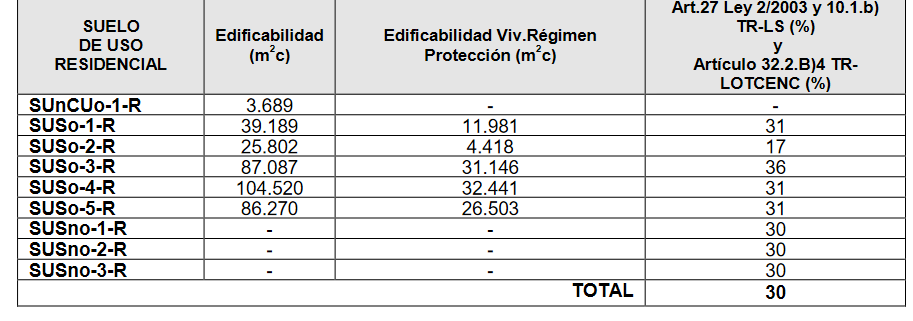 SUELO
DE USO
RESIDENCIAL
Edificabilidad
(m²c)
Edificabilidad Viv.Régimen
Protección (m²c)
Art.27 Ley 2/2003 y 10.1.b)
TR-LS (%)
y
Artículo 32.2.B)4 TR-
LOTCENC (%)
SUnCUo-1-R 3.689 - -
SUSo-1-R 39.189 11.981 31
SUSo-2-R 25.802 4.418 17
SUSo-3-R 87.087 31.146 36
SUSo-4-R 104.520 32.441 31
SUSo-5-R 86.270 26.503 31
SUSno-1-R - - 30
SUSno-2-R - - 30
SUSno-3-R - - 30
TOTAL 30